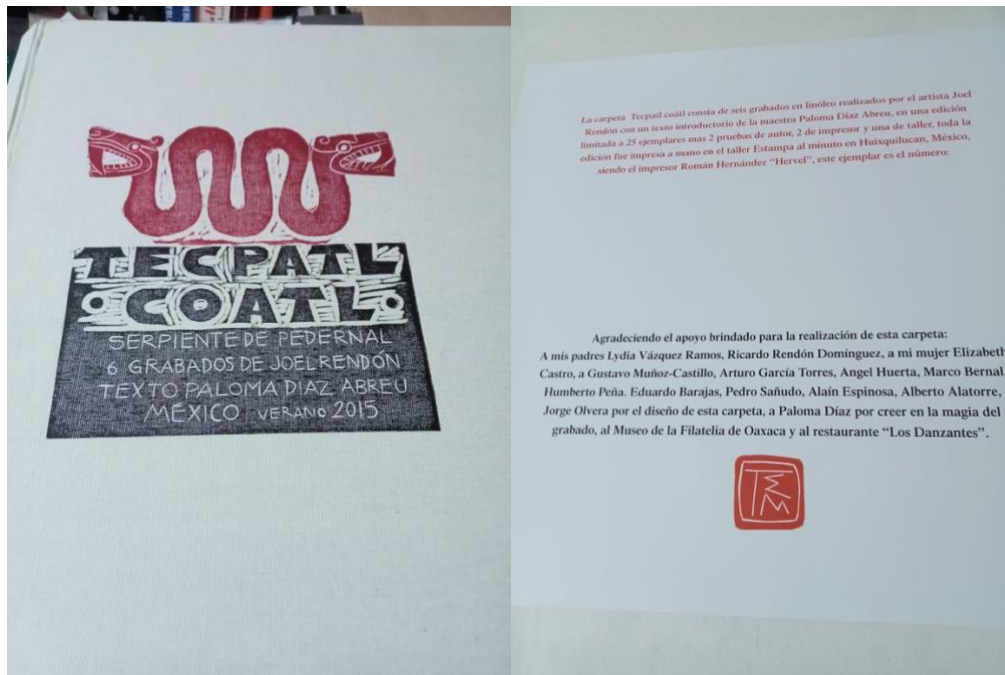 TECPATL
COATL
SERPIENTE DE PEDERNAL
6 GRABADOS DE JOEL RENDÓN
TEXTO PALOMA DIAZ ABREU
MÉXICO VERANO 2015
La carpeta Tecpatl coátl consta de seis grabados en linóleo realizados por el artista Joel
Rendón con un texto introductorio de la maestra Paloma Díaz Abreu, en una edición
limitada a 25 ejemplares mas 2 pruebas de autor, 2 de impresor y una de taller, toda la
edición fue impresa a mano en el taller Estampa al minuto en Huixquilucan, México,
siendo el impresor Román Hernández “Hervel”, este ejemplar es el número:
Agradeciendo el apoyo brindado para la realización de esta carpeta:
A mis padres Lydia Vázquez Ramos, Ricardo Rendón Domínguez, a mi mujer Elizabeth
Castro, a Gustavo Muñoz-Castillo, Arturo García Torres, Angel Huerta, Marco Bernal
Humberto Peña. Eduardo Barajas, Pedro Sañudo, Alaín Espinosa, Alberto Alatorre,
Jorge Olvera por el diseño de esta carpeta, a Paloma Díaz por creer en la magia del
grabado, al Museo de la Filatelia de Oaxaca y al restaurante “Los Danzantes”.